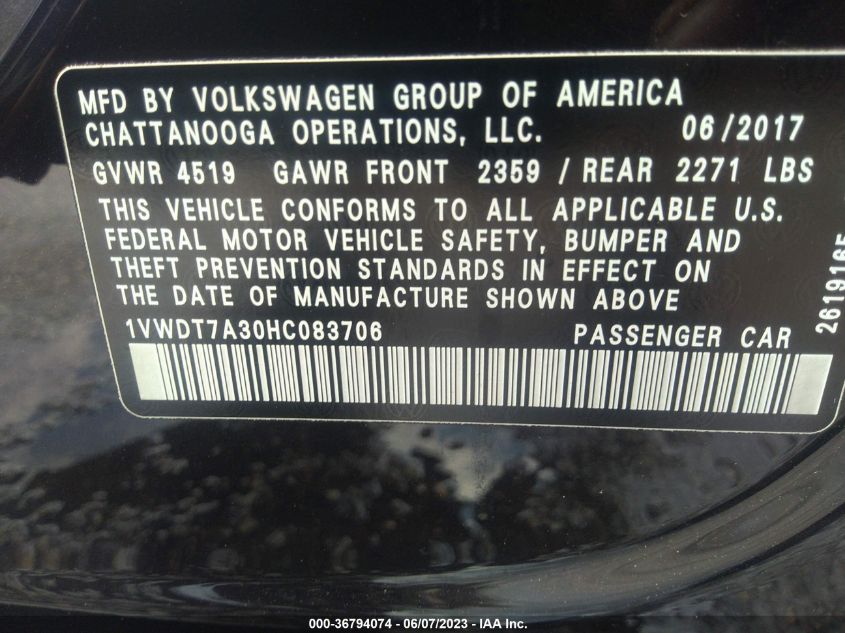 MFD BY VOLKSWAGEN GROUP OF AMERICA
CHATTANOOGA OPERATIONS, LLC. 06/2017
GVWR 4519 GAWR FRONT 2359 / REAR 2271 LBS
THIS VEHICLE CONFORMS TO ALL APPLICABLE U.S.
FEDERAL MOTOR VEHICLE SAFETY, BUMPER AND
THEFT PREVENTION STANDARDS IN EFFECT ON
THE DATE OF MANUFACTURE SHOWN ABOVE
1VWDT7A30HC083706 PASSENGER CAR
2619165
000-36794074 / 06/07/2023 - IAA Inc.